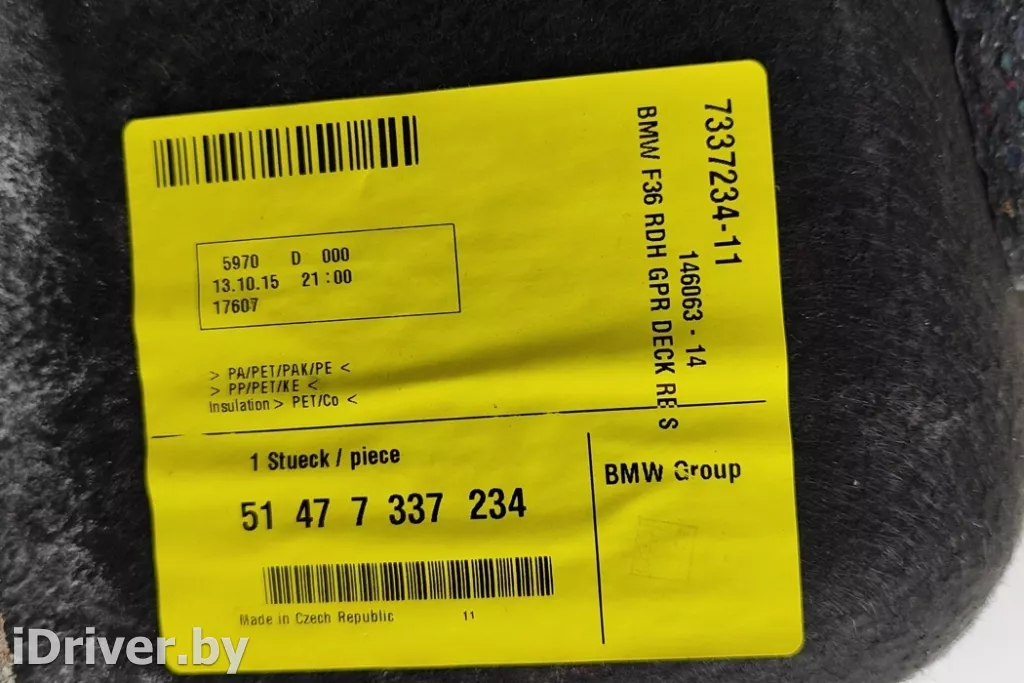 5970 D 000
13.10.15 21:00
17607
> PA/PET/PAK/PE <
> PP/PET/KE <
Insulation > PET/Co <
7337234-11
146063 - 14
BMW F36 RDH GPR DECK RE S
1 Stueck / piece
51 47 7 337 234
Made in Czech Republic 11
BMW Group
iDriver.by